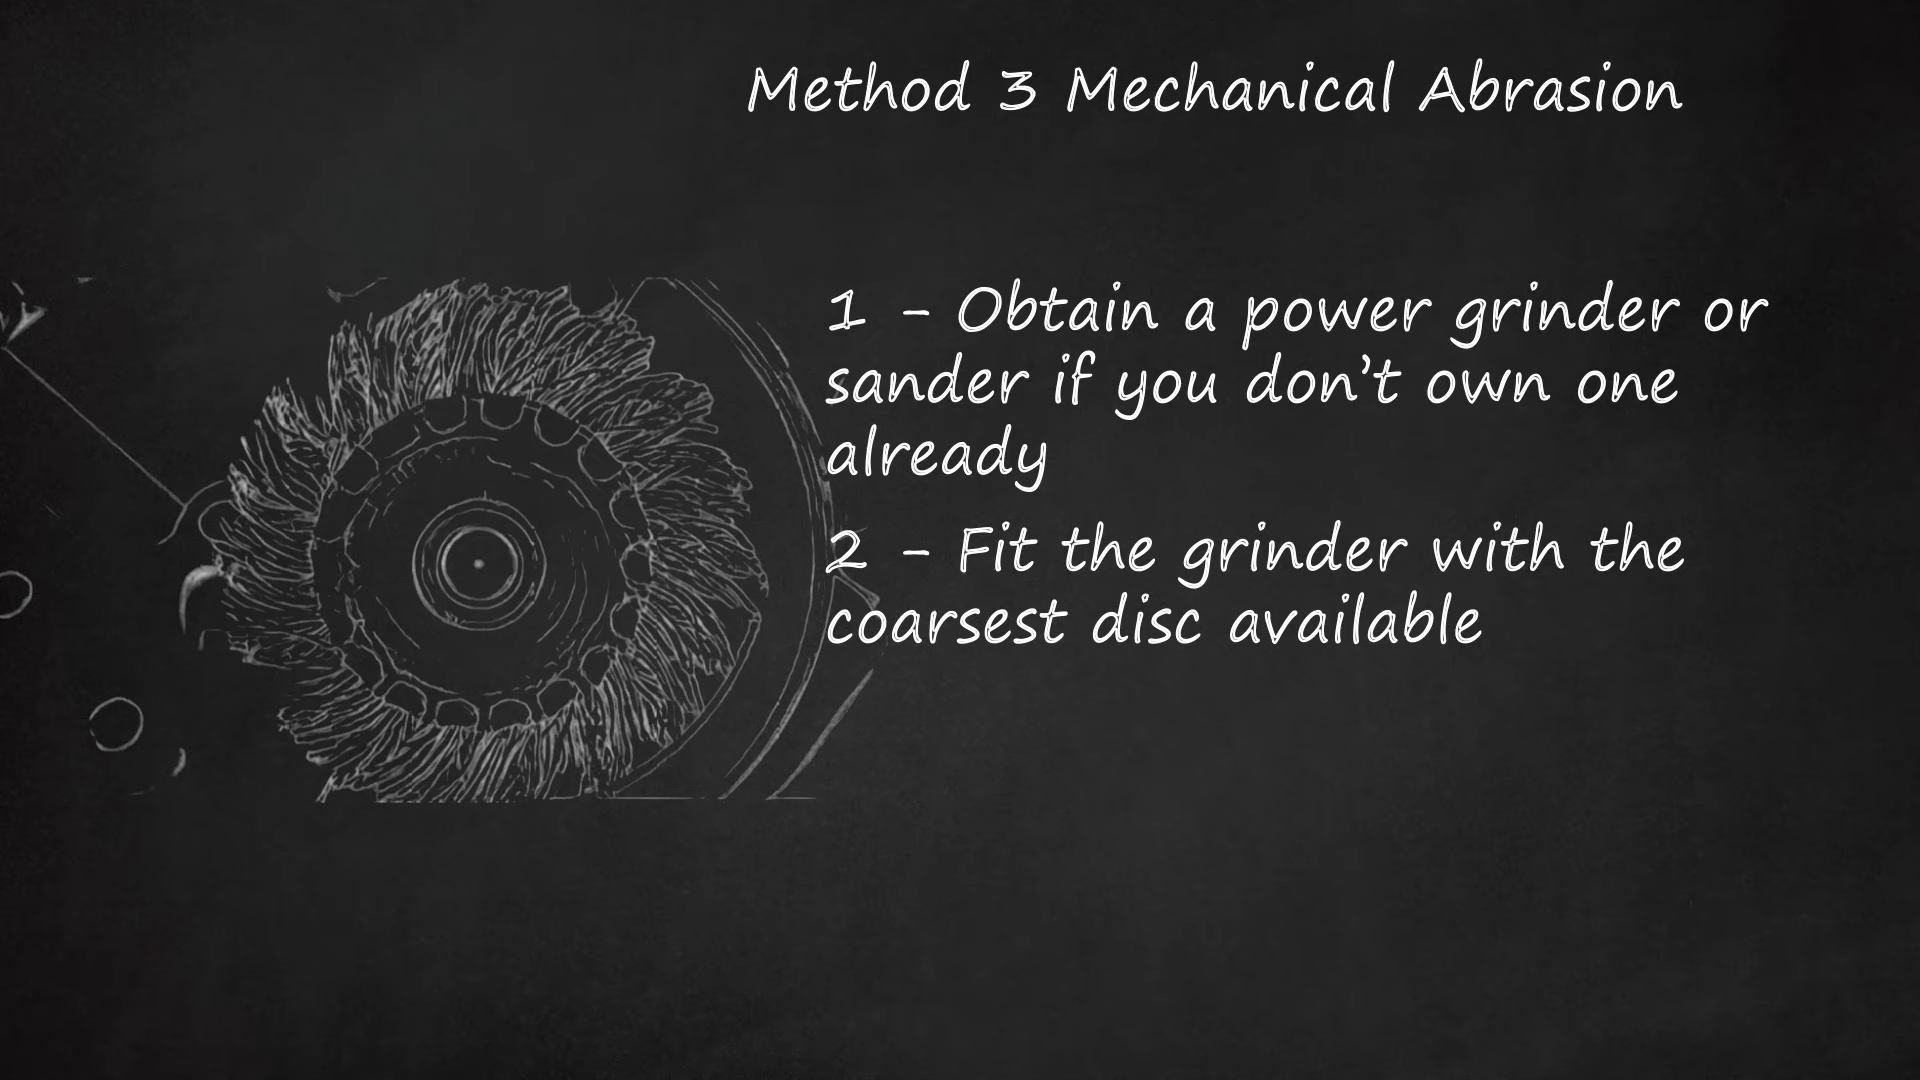 Method 3 Mechanical Abrasion
1 - Obtain a power grinder or
sander if you don’t own one
already
2 - Fit the grinder with the
coarsest disc available